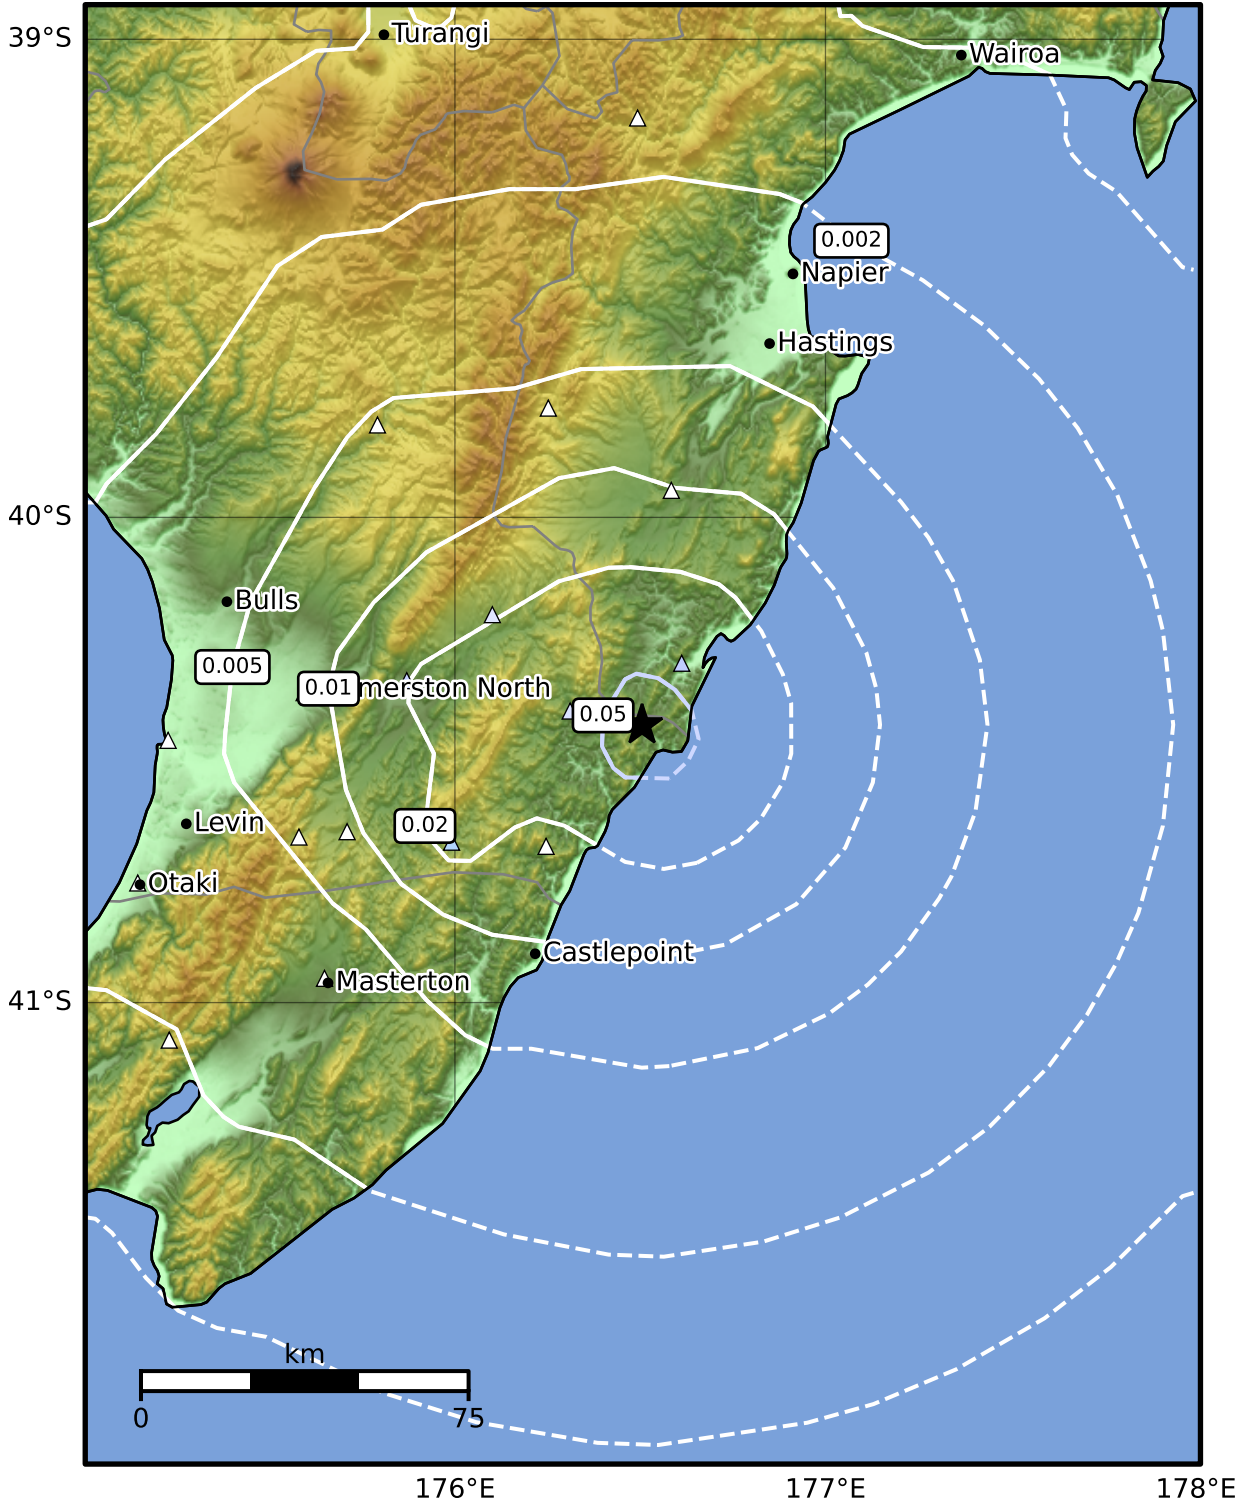 39°S
Turangi
Wairoa
0.002
Napier
Hastings
40°S
Bulls
0.005
0.01
merston North
0.05
Levin
0.02
Otaki
Castlepoint
Masterton
41°S
km
0
75
176°E
177°E
178°E